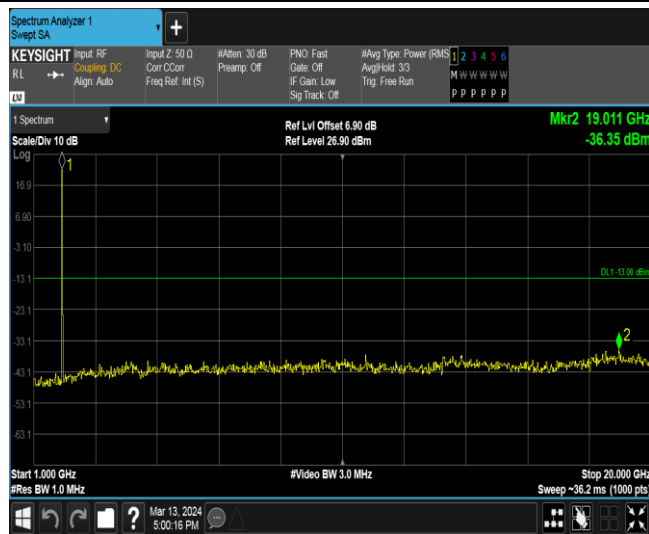 Spectrum Analyzer 1
Swept SA
+
KEYSIGHT
RL
LXI
Input: RF
Coupling: DC
Align: Auto
Input Z: 50 Ω
Corr CCorr
Freq Ref: Int (S)
#Atten: 30 dB
Preamp: Off
PNO: Fast
Gate: Off
IF Gain: Low
Sig Track: Off
#Avg Type: Power (RMS
Avg|Hold: 3/3
Trig: Free Run
1 2 3 4 5 6
M W W W W W
P P P P P P
1 Spectrum
Scale/Div 10 dB
Log
Ref Lvl Offset 6.90 dB
Ref Level 26.90 dBm
Mkr2 19.011 GHz
-36.35 dBm
1
16.9
6.90
-3.10
-13.1
DL1 -13.00 dBm
-23.1
-33.1
2
-43.1
-53.1
-63.1
Start 1.000 GHz
#Res BW 1.0 MHz
#Video BW 3.0 MHz
Stop 20.000 GHz
Sweep ~36.2 ms (1000 pts)
?
Mar 13, 2024
5:00:16 PM